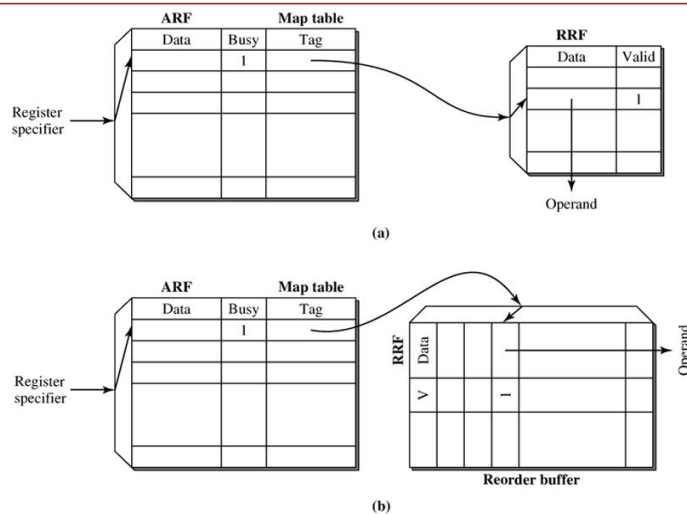 ARF Map table
Data Busy Tag
1
RRF
Data Valid
1
Register
specifier
Operand
(a)
ARF Map table
Data Busy Tag
1
Register
specifier
RRF
Data
V
1
Operand
Reorder buffer
(b)